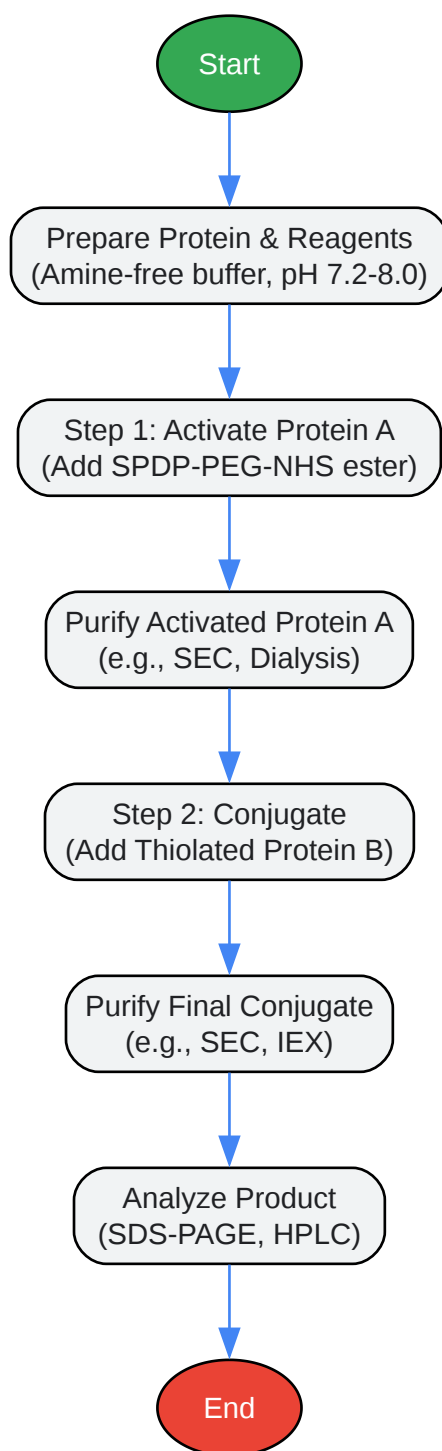 Start
Prepare Protein & Reagents
(Amine-free buffer, pH 7.2-8.0)
Step 1: Activate Protein A
(Add SPDP-PEG-NHS ester)
Purify Activated Protein A
(e.g., SEC, Dialysis)
Step 2: Conjugate
(Add Thiolated Protein B)
Purify Final Conjugate
(e.g., SEC, IEX)
Analyze Product
(SDS-PAGE, HPLC)
End